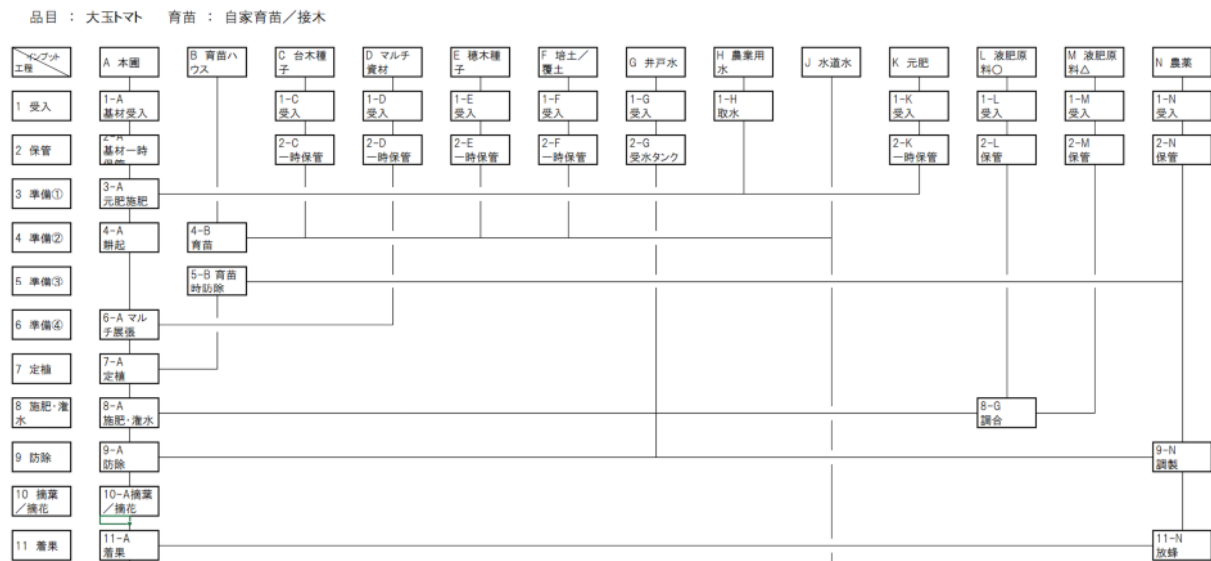 品目 : 大玉トマト 育苗 : 自家育苗／接木
インプット
工程
A 本圃
B 育苗ハ
ウス
C 台木種
子
D マルチ
資材
E 穂木種
子
F 培土／
覆土
G 井戸水
H 農業用
水
J 水道水
K 元肥
L 液肥原
料〇
M 液肥原
料△
N 農薬
1 受入
1-A
基材受入
1-C
受入
1-D
受入
1-E
受入
1-F
受入
1-G
受入
1-H
取水
1-K
受入
1-L
受入
1-M
受入
1-N
受入
2 保管
2-A
基材一時
保管
2-C
一時保管
2-D
一時保管
2-E
一時保管
2-F
一時保管
2-G
受水タンク
2-K
一時保管
2-L
保管
2-M
保管
2-N
保管
3 準備①
3-A
元肥施肥
4 準備②
4-A
耕起
4-B
育苗
5 準備③
5-B 育苗
時防除
6 準備④
6-A マル
チ展張
7 定植
7-A
定植
8 施肥・灌
水
8-A
施肥・灌水
8-G
調合
9 防除
9-A
防除
9-N
調製
10 摘葉
／摘花
10-A摘葉
／摘花
11 着果
11-A
着果
11-N
放蜂